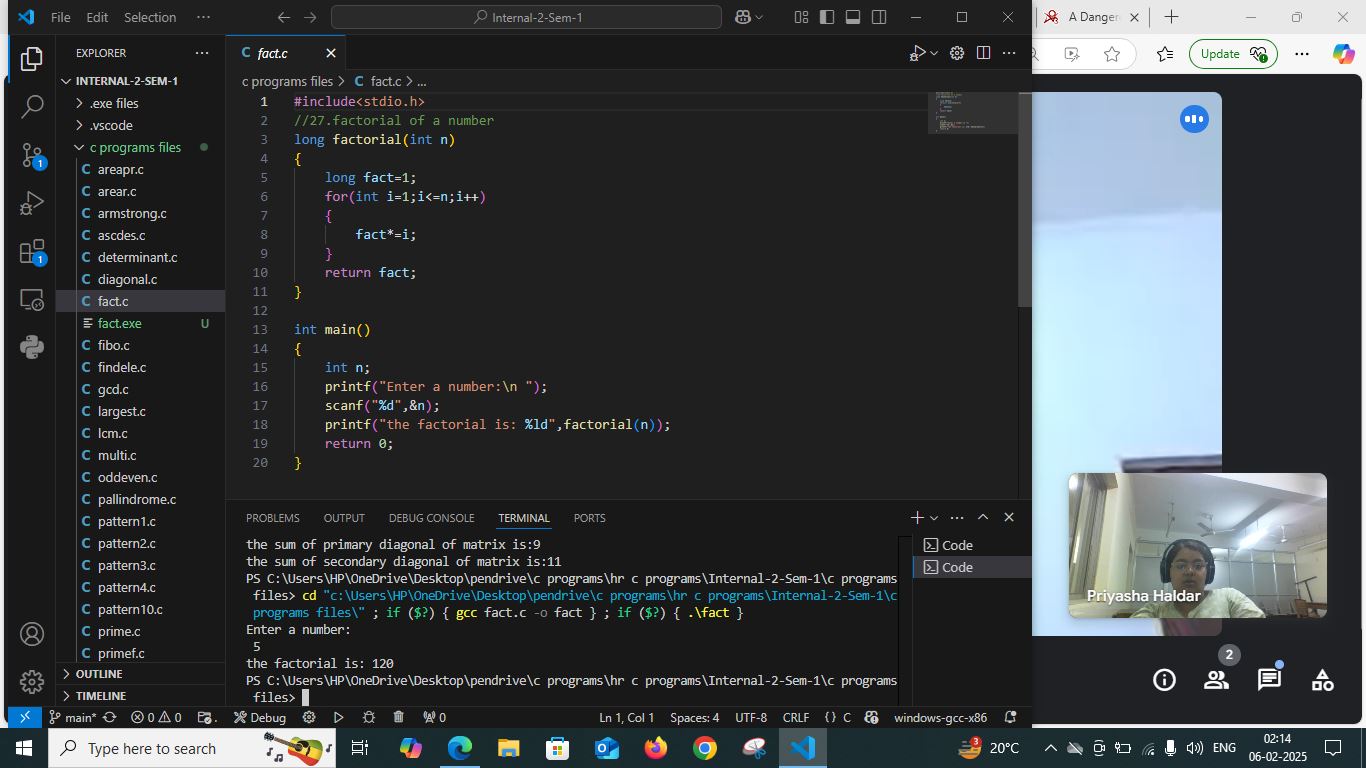 File Edit Selection ... Internal-2-Sem-1
A Danger
Update
EXPLORER
INTERNAL-2-SEM-1
.exe files
.vscode
c programs files
areapr.c
arear.c
armstrong.c
ascdes.c
determinant.c
diagonal.c
fact.c
fact.exe U
fibo.c
findele.c
gcd.c
largest.c
lcm.c
multi.c
oddeven.c
pallindrome.c
pattern1.c
pattern2.c
pattern3.c
pattern4.c
pattern10.c
prime.c
primef.c
OUTLINE
TIMELINE
1
1
fact.c
c programs files > C fact.c > ...
1 #include<stdio.h>
2 //27.factorial of a number
3 long factorial(int n)
4 {
5 long fact=1;
6 for(int i=1;i<=n;i++)
7 {
8 fact*=i;
9 }
10 return fact;
11 }
12
13 int main()
14 {
15 int n;
16 printf("Enter a number:\n ");
17 scanf("%d",&n);
18 printf("the factorial is: %ld",factorial(n));
19 return 0;
20 }
PROBLEMS OUTPUT DEBUG CONSOLE TERMINAL PORTS
the sum of primary diagonal of matrix is:9
the sum of secondary diagonal of matrix is:11
PS C:\Users\HP\OneDrive\Desktop\pendrive\c programs\hr c programs\Internal-2-Sem-1\c programs
files> cd "c:\Users\HP\OneDrive\Desktop\pendrive\c programs\hr c programs\Internal-2-Sem-1\c
programs files\" ; if ($?) { gcc fact.c -o fact } ; if ($?) { .\fact }
Enter a number:
5
the factorial is: 120
PS C:\Users\HP\OneDrive\Desktop\pendrive\c programs\hr c programs\Internal-2-Sem-1\c programs
files>
Code
Code
Priyasha Haldar
2
main* 0 0 Debug 0 Ln 1, Col 1 Spaces: 4 UTF-8 CRLF {} C windows-gcc-x86
Type here to search
3 20°C ENG 02:14
06-02-2025